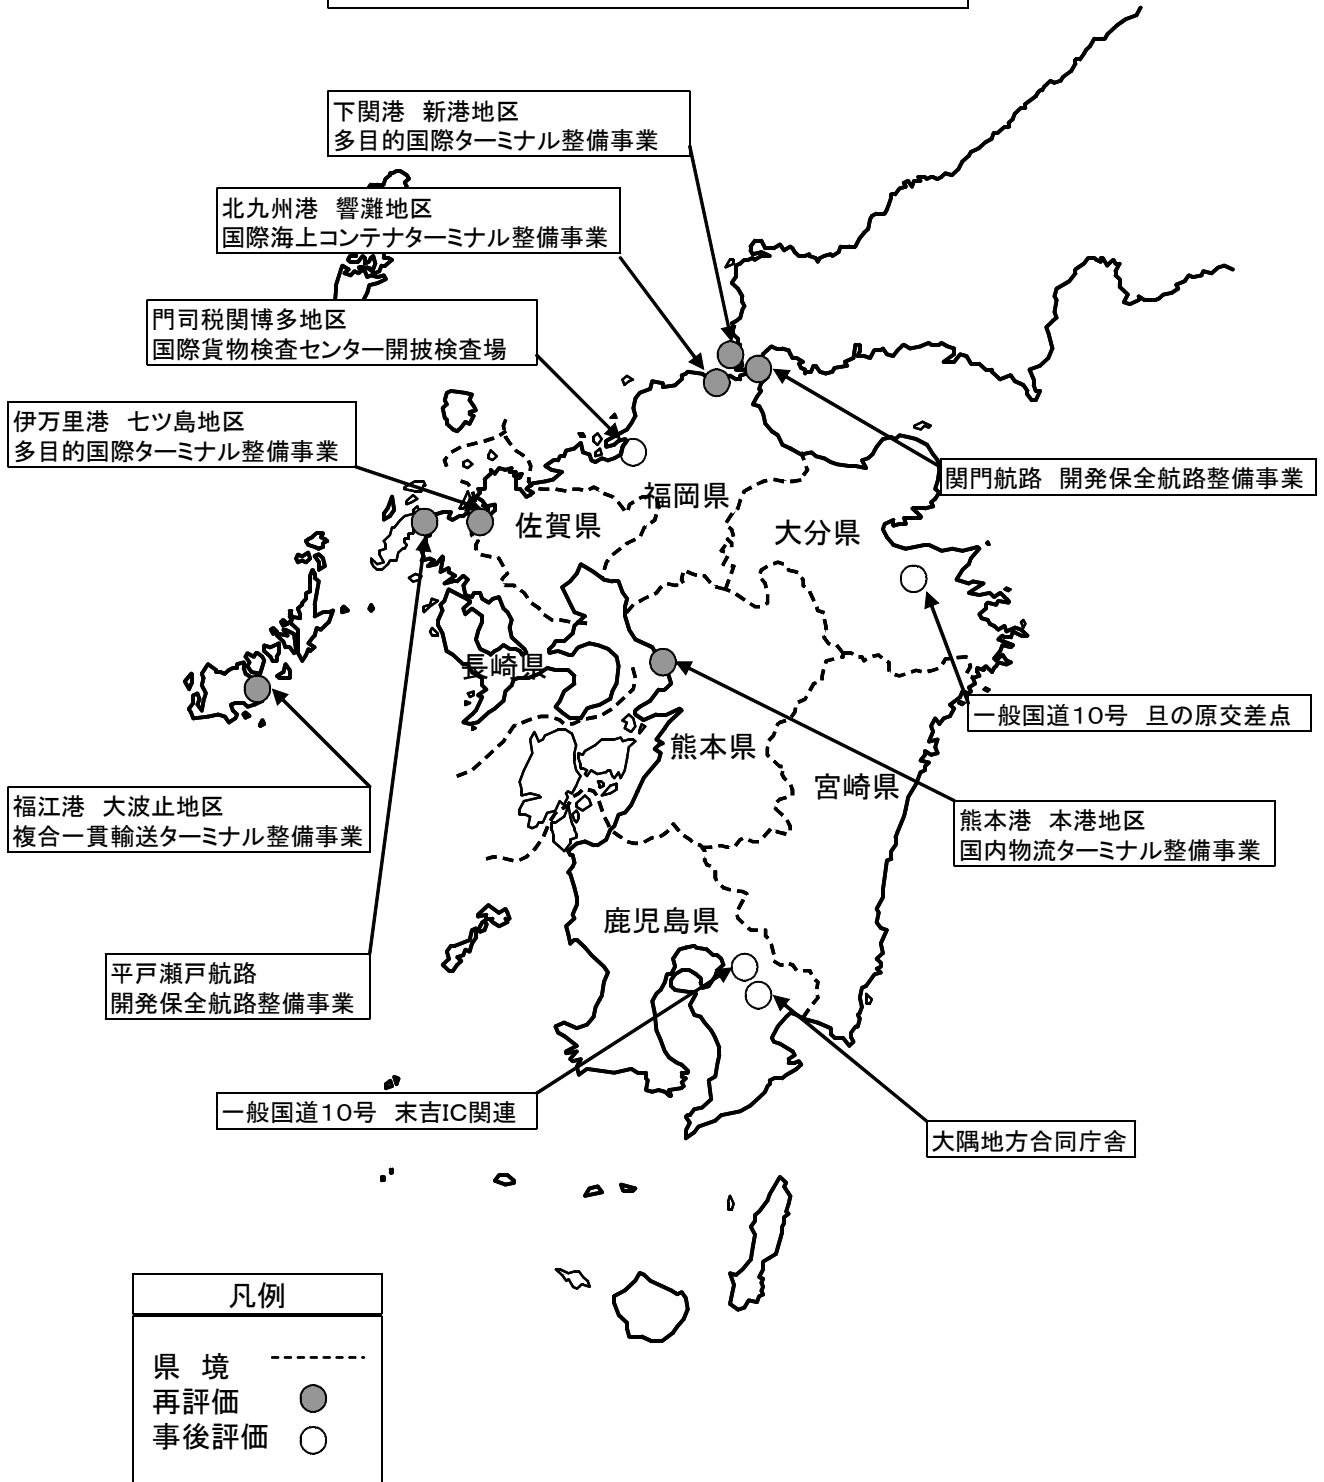 下関港　新港地区
多目的国際ターミナル整備事業
北九州港　響灘地区
国際海上コンテナターミナル整備事業
門司税関博多地区
国際貨物検査センター開披検査場
伊万里港　七ツ島地区
多目的国際ターミナル整備事業
関門航路　開発保全航路整備事業
福岡県
佐賀県
大分県
長崎県
一般国道１０号　旦の原交差点
熊本県
宮崎県
福江港　大波止地区
複合一貫輸送ターミナル整備事業
熊本港　本港地区
国内物流ターミナル整備事業
鹿児島県
平戸瀬戸航路
開発保全航路整備事業
一般国道１０号　末吉IC関連
大隅地方合同庁舎
凡例
県　境
再評価
事後評価